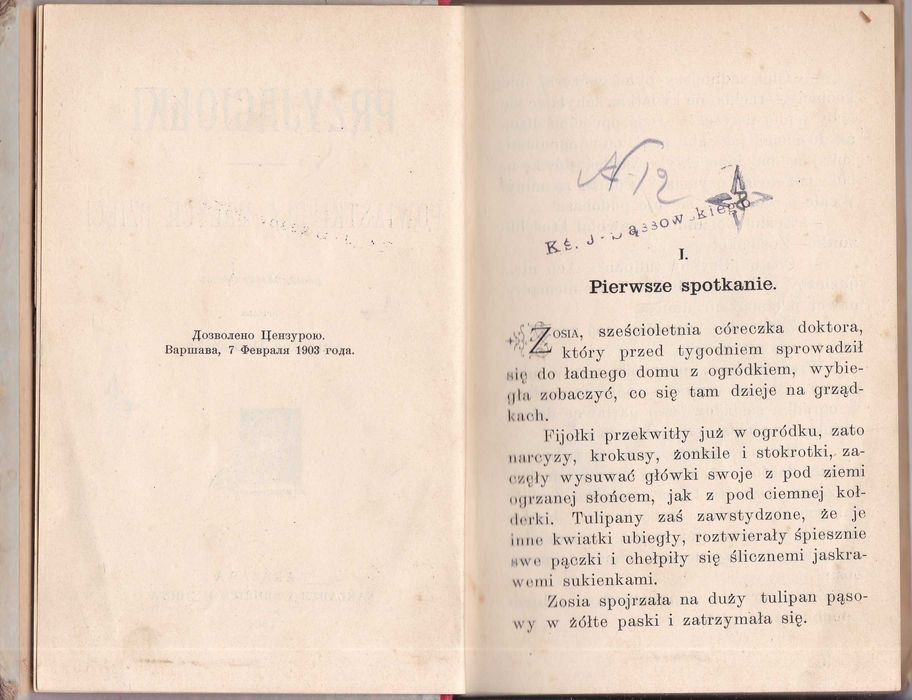 Дозволено Цензурою.
Варшава, 7 Февраля 1903 года.
N 12
I.
Pierwsze spotkanie.
Zosia, sześcioletnia córeczka doktora,
który przed tygodniem sprowadził
się do ładnego domu z ogródkiem, wybie-
gła zobaczyć, co się tam dzieje na grząd-
kach.
Fijołki przekwitły już w ogródku, zato
narcyzy, krokusy, żonkile i stokrotki, za-
częły wysuwać główki swoje z pod ziemi
ogrzanej słońcem, jak z pod ciemnej koł-
derki. Tulipany zaś zawstydzone, że je
inne kwiatki ubiegły, roztwierały śpiesznie
swe pączki i chełpiły się ślicznemi jaskra-
wemi sukienkami.
Zosia spojrzała na duży tulipan pąso-
wy w żółte paski i zatrzymała się.